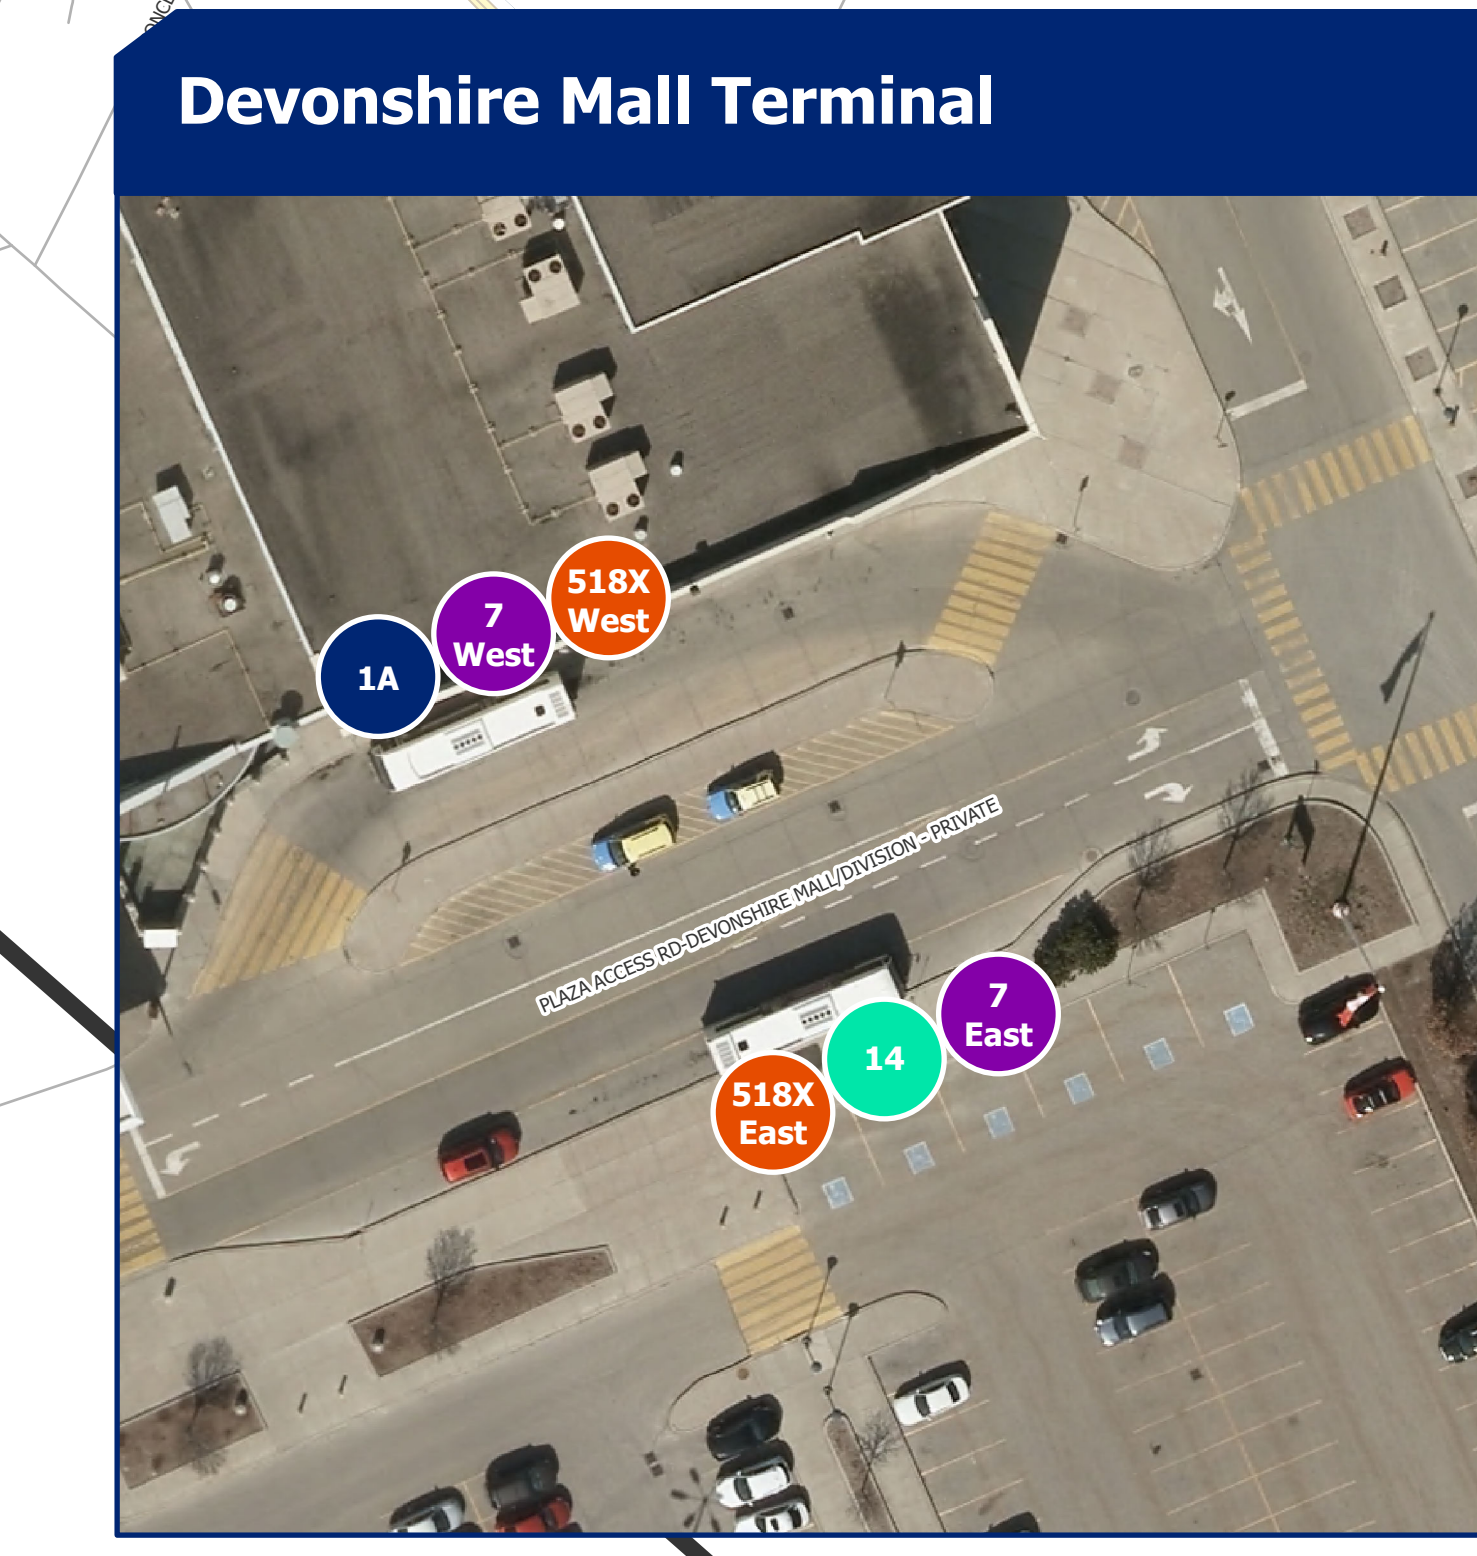 Devonshire Mall Terminal
518X
West
7
West
1A
PLAZA ACCESS RD-DEVONSHIRE MALL/DIVISION - PRIVATE
7
East
14
518X
East